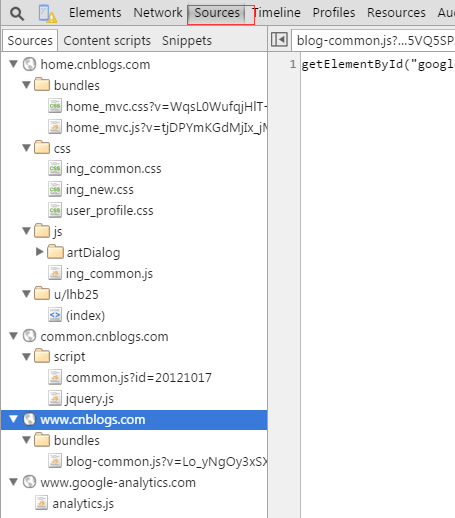 Elements Network Sources Timeline Profiles Resources Au
Sources Content scripts Snippets blog-common.js?...5VQ5SP
home.cnblogs.com 1 getElementById("google
bundles
home_mvc.css?v=WqsL0WufqjHlT-
home_mvc.js?v=tjDPYmKGdMjIx_jM
css
ing_common.css
ing_new.css
user_profile.css
js
artDialog
ing_common.js
u/lhb25
(index)
common.cnblogs.com
script
common.js?id=20121017
jquery.js
www.cnblogs.com
bundles
blog-common.js?v=Lo_yNgOy3xSX
www.google-analytics.com
analytics.js